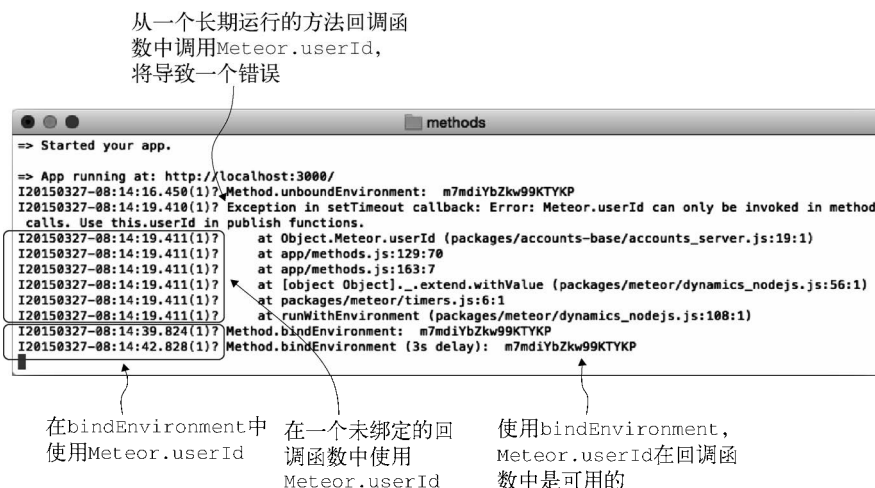 从一个长期运行的方法回调函
数中调用Meteor.userId，
将导致一个错误
methods
=> Started your app.
=> App running at: http://localhost:3000/
I20150327-08:14:16.450(1)? Method.unboundEnvironment:  m7mdiYbZkw99KTYKP
I20150327-08:14:19.410(1)? Exception in setTimeout callback: Error: Meteor.userId can only be invoked in method
calls. Use this.userId in publish functions.
I20150327-08:14:19.411(1)?     at Object.Meteor.userId (packages/accounts-base/accounts_server.js:19:1)
I20150327-08:14:19.411(1)?     at app/methods.js:129:70
I20150327-08:14:19.411(1)?     at app/methods.js:163:7
I20150327-08:14:19.411(1)?     at [object Object]._.extend.withValue (packages/meteor/dynamics_nodejs.js:56:1)
I20150327-08:14:19.411(1)?     at packages/meteor/timers.js:6:1
I20150327-08:14:19.411(1)?     at runWithEnvironment (packages/meteor/dynamics_nodejs.js:108:1)
I20150327-08:14:39.824(1)? Method.bindEnvironment:  m7mdiYbZkw99KTYKP
I20150327-08:14:42.828(1)? Method.bindEnvironment (3s delay):  m7mdiYbZkw99KTYKP
在bindEnvironment中
使用Meteor.userId
在一个未绑定的回
调函数中使用
Meteor.userId
使用bindEnvironment，
Meteor.userId在回调函
数中是可用的